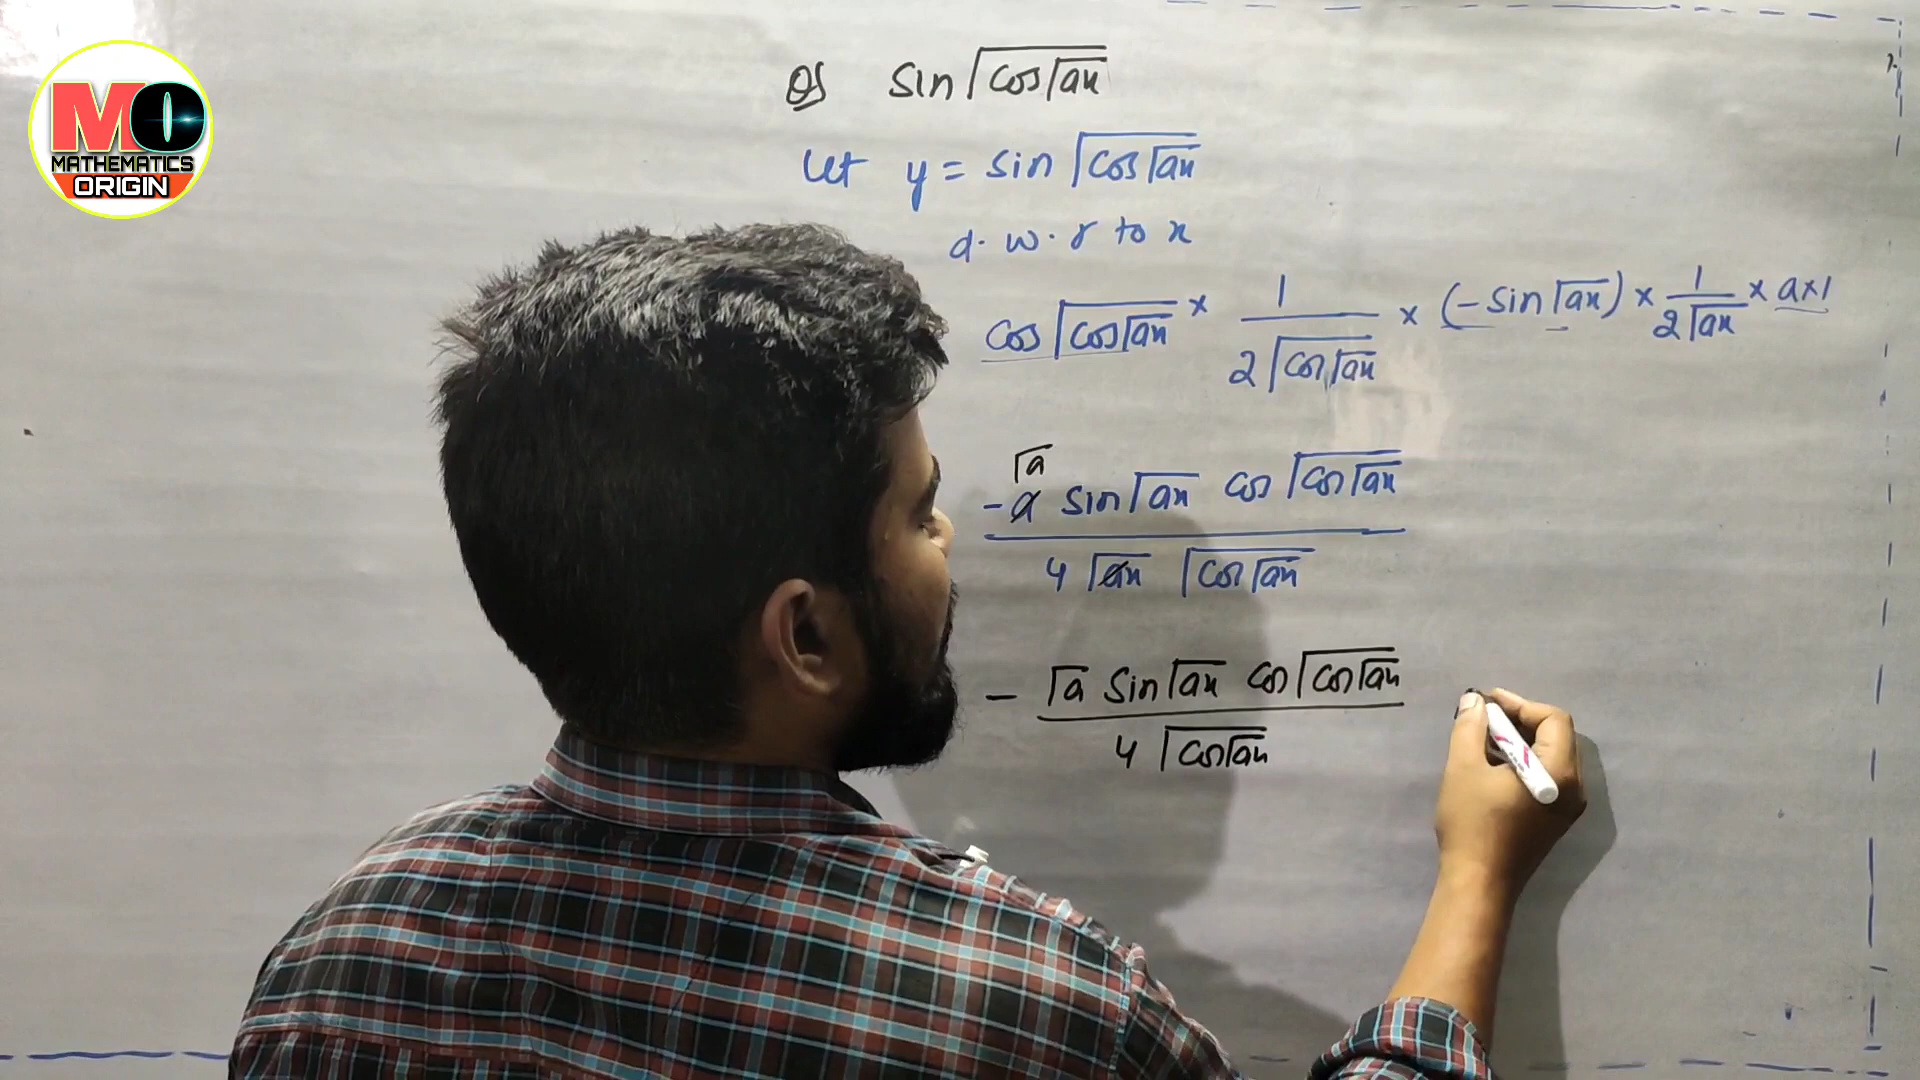 MO
MATHEMATICS
ORIGIN
Q) sin√cos√ax
Let y = sin√cos√ax
d. w. r to x
cos√cos√ax × 1/2√cos√ax × (-sin√ax) × 1/2√ax × a×1
√a
-a sin√ax cos√cos√ax
4√ax √cos√ax
- √a sin√ax cos√cos√ax
4√cos√ax